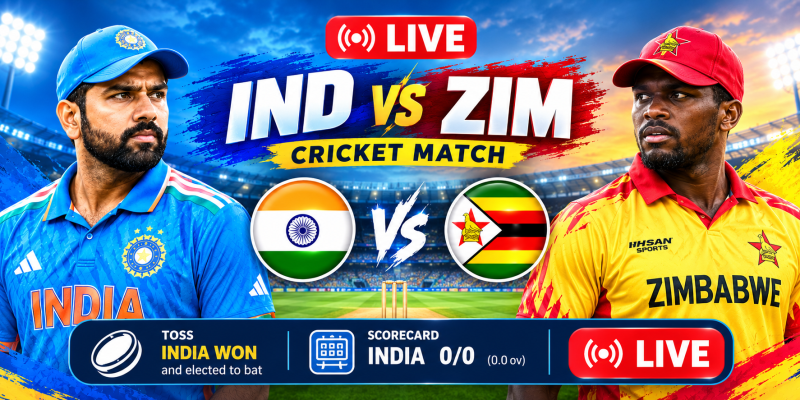 LIVE
IND VS ZIM
CRICKET MATCH
VS
INDIA
IHSAN
SPORTS
ZIMBABWE
TOSS
INDIA WON
and elected to bat
SCORECARD
INDIA 0/0 (0.0 ov)
LIVE